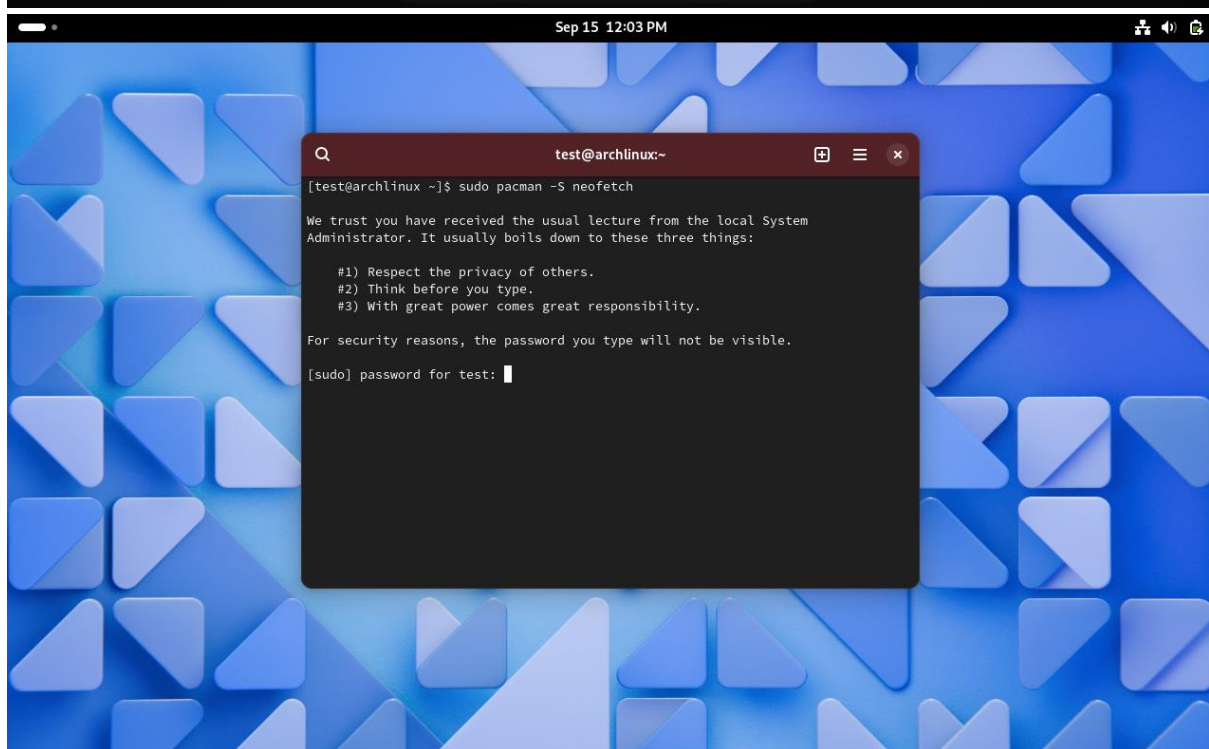 Sep 15 12:03 PM
test@archlinux:~
[test@archlinux ~]$ sudo pacman -S neofetch
We trust you have received the usual lecture from the local System
Administrator. It usually boils down to these three things:
#1) Respect the privacy of others.
#2) Think before you type.
#3) With great power comes great responsibility.
For security reasons, the password you type will not be visible.
[sudo] password for test: